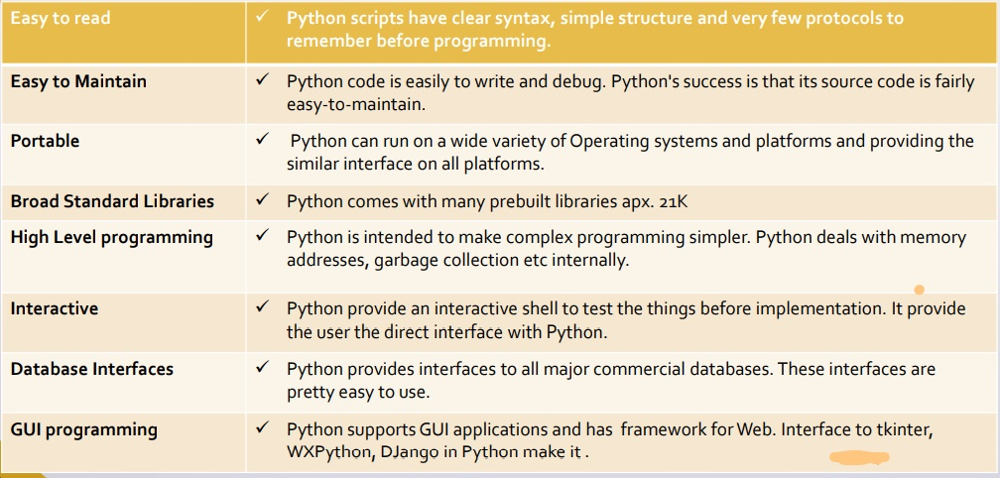 Easy to read
✓ Python scripts have clear syntax, simple structure and very few protocols to
remember before programming.
Easy to Maintain
✓ Python code is easily to write and debug. Python's success is that its source code is fairly
easy-to-maintain.
Portable
✓ Python can run on a wide variety of Operating systems and platforms and providing the
similar interface on all platforms.
Broad Standard Libraries
✓ Python comes with many prebuilt libraries apx. 21K
High Level programming
✓ Python is intended to make complex programming simpler. Python deals with memory
addresses, garbage collection etc internally.
Interactive
✓ Python provide an interactive shell to test the things before implementation. It provide
the user the direct interface with Python.
Database Interfaces
✓ Python provides interfaces to all major commercial databases. These interfaces are
pretty easy to use.
GUI programming
✓ Python supports GUI applications and has framework for Web. Interface to tkinter,
WXPython, DJango in Python make it .